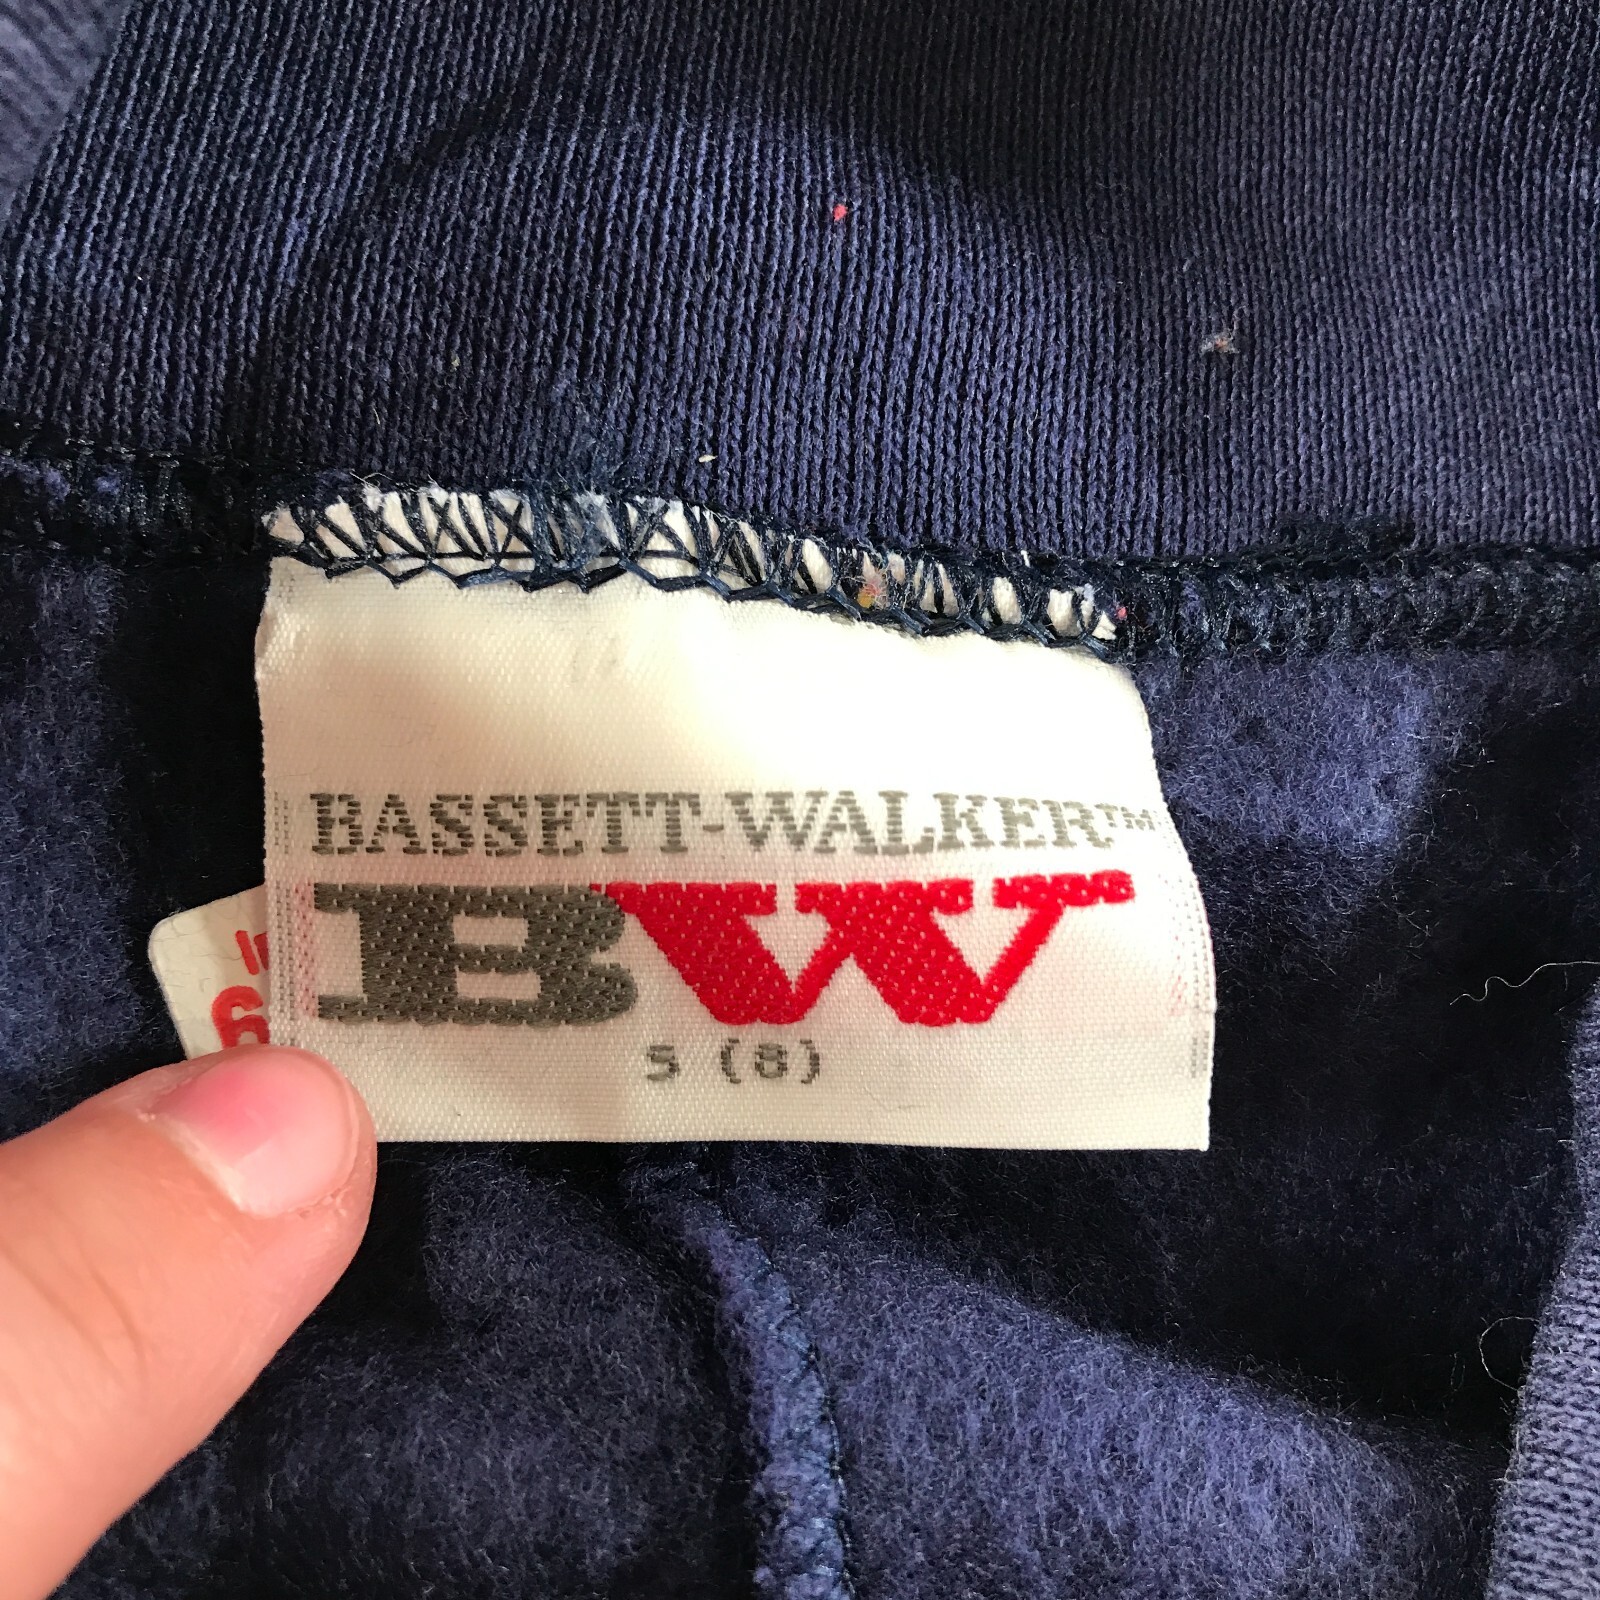 BASSETT-WALKER™
BW
S (8)